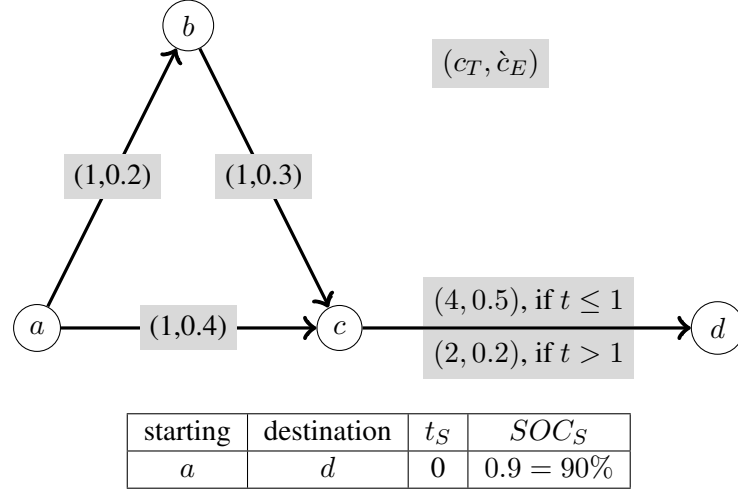 b
(c_T, c̀_E)
(1,0.2)
(1,0.3)
(4, 0.5), if t ≤ 1
a
(1,0.4)
c
d
(2, 0.2), if t > 1
starting destination t_S SOC_S
a d 0 0.9 = 90%